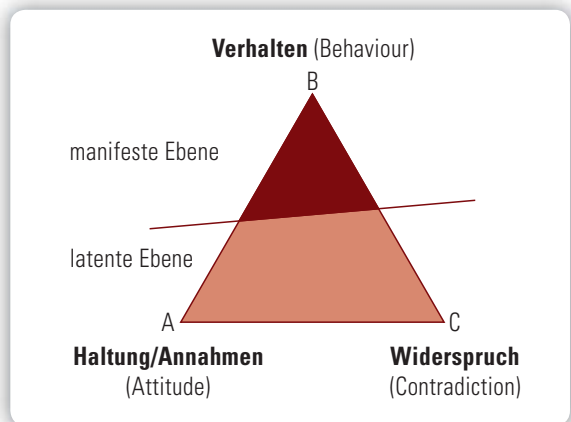 Verhalten (Behaviour)
B
manifeste Ebene
latente Ebene
A
C
Haltung/Annahmen
(Attitude)
Widerspruch
(Contradiction)